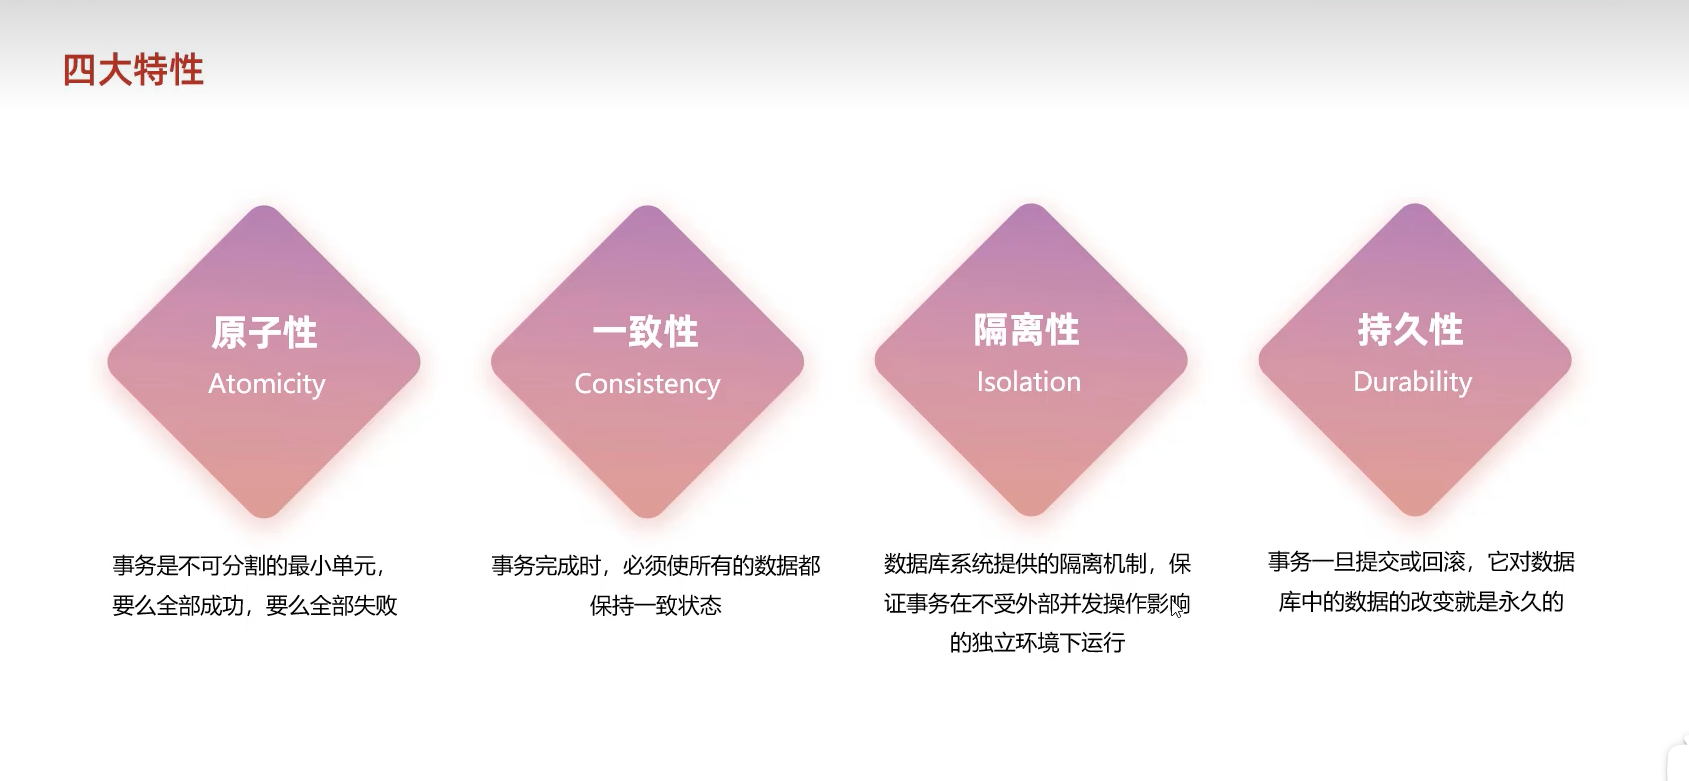 四大特性
原子性
Atomicity
事务是不可分割的最小单元，
要么全部成功，要么全部失败
一致性
Consistency
事务完成时，必须使所有的数据都
保持一致状态
隔离性
Isolation
数据库系统提供的隔离机制，保
证事务在不受外部并发操作影响
的独立环境下运行
持久性
Durability
事务一旦提交或回滚，它对数据
库中的数据的改变就是永久的